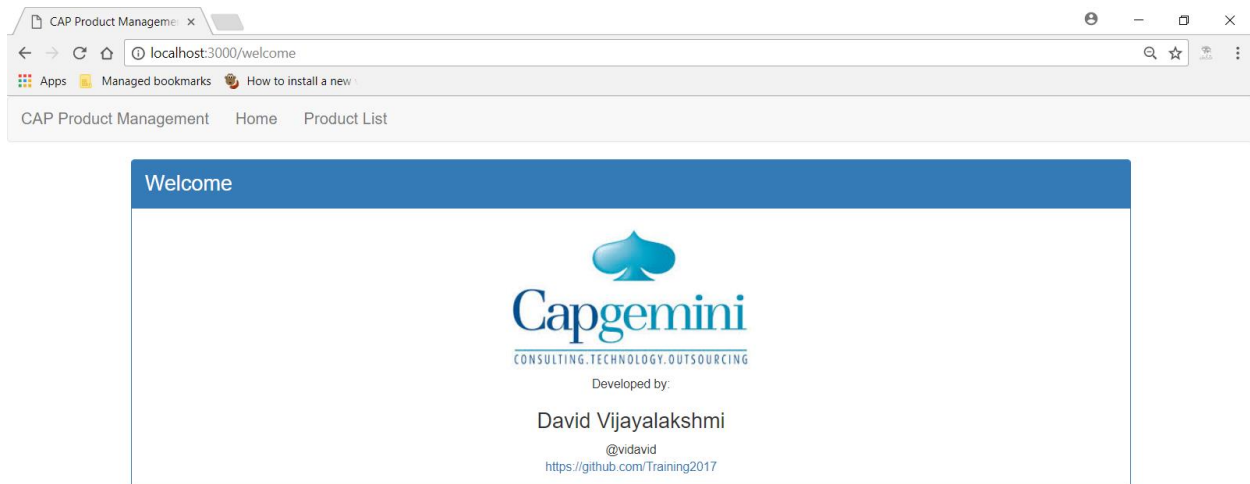 CAP Product Manageme
localhost:3000/welcome
Apps Managed bookmarks How to install a new
CAP Product Management Home Product List
Welcome
Capgemini
CONSULTING.TECHNOLOGY.OUTSOURCING
Developed by:
David Vijayalakshmi
@vidavid
https://github.com/Training2017